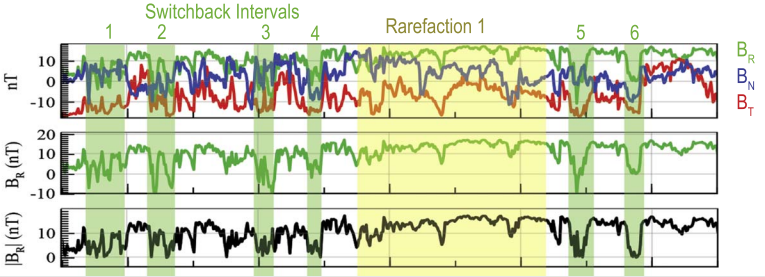 Switchback Intervals
1 2 3 4 Rarefaction 1 5 6
10
0
-10
nT
B_R
B_N
B_T
20
10
0
-10
B_R (nT)
10
0
|B_R| (nT)